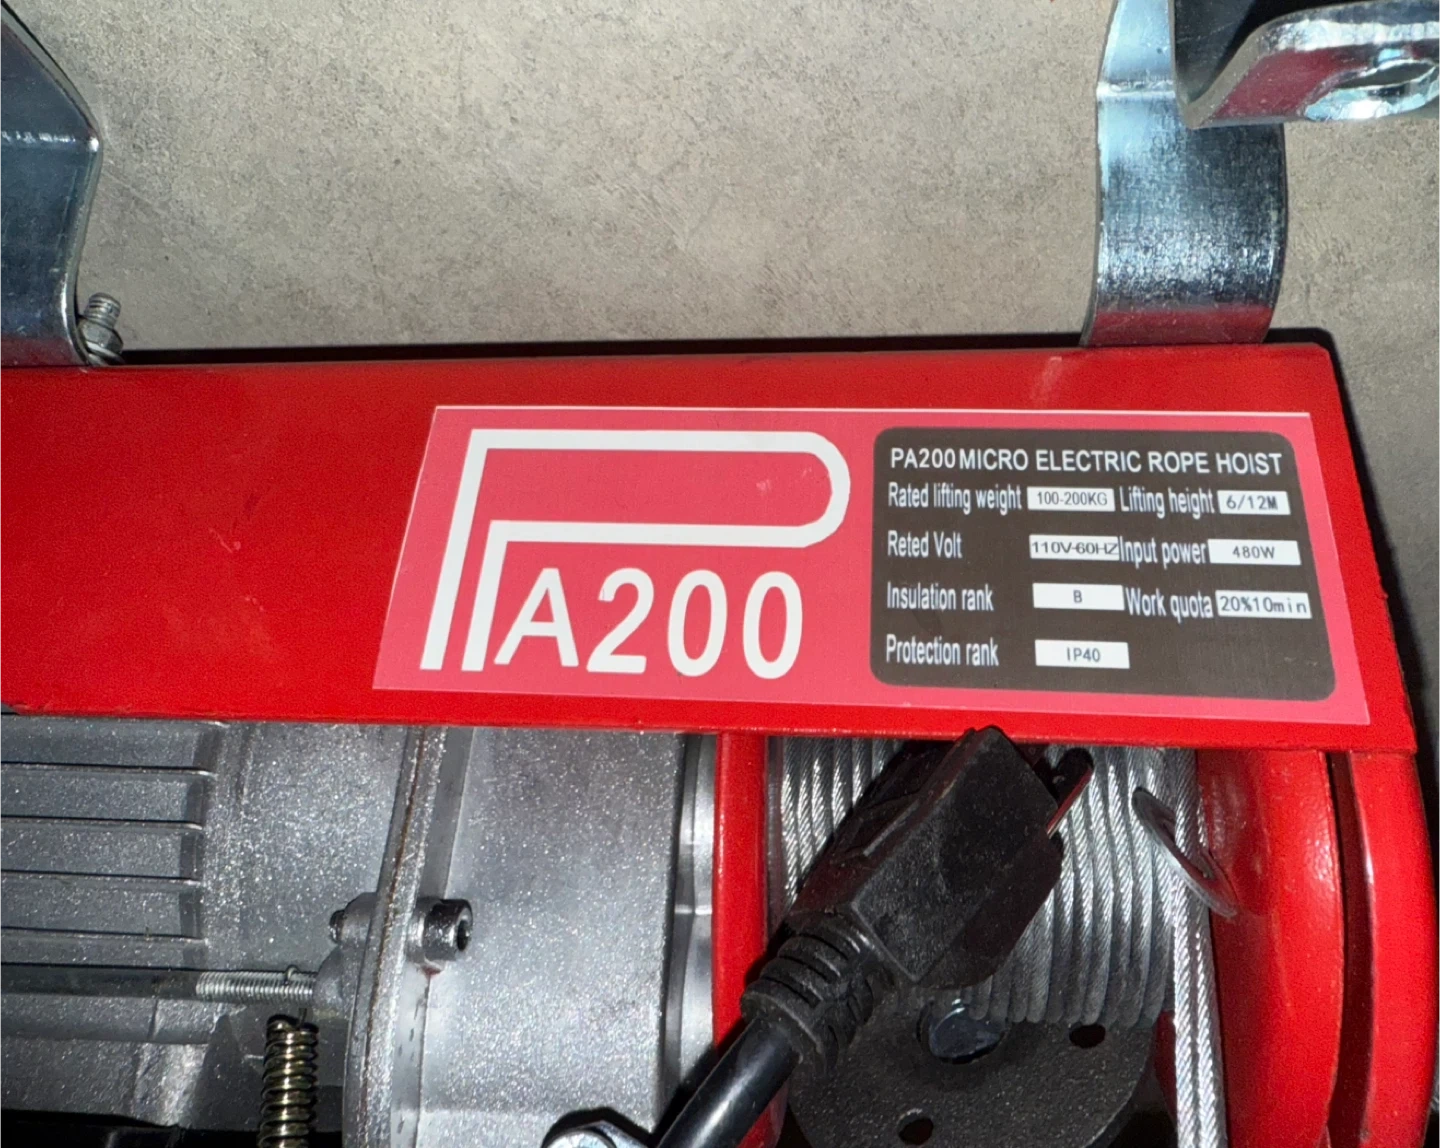 PA200
PA200 MICRO ELECTRIC ROPE HOIST
Rated lifting weight 100-200KG Lifting height 6/12M
Reted Volt 110V-60HZ Input power 480W
Insulation rank B Work quota 20%10min
Protection rank IP40